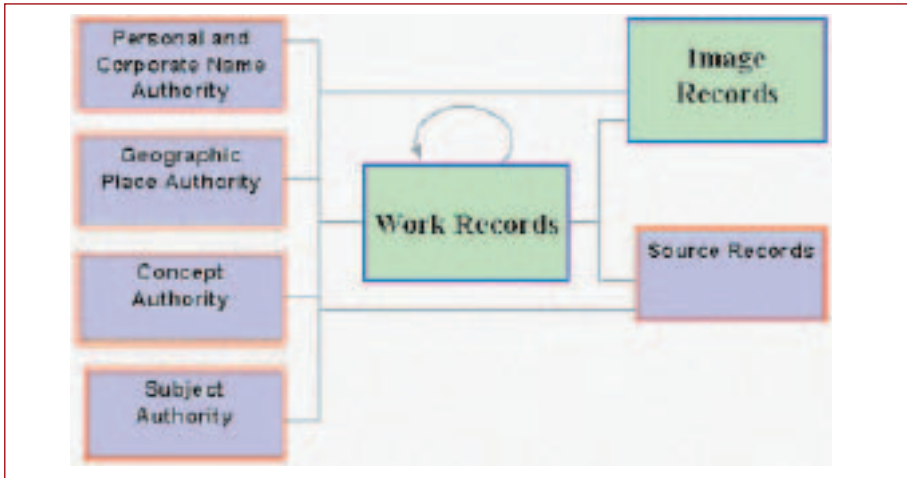 Personal and
Corporate Name
Authority
Geographic
Place Authority
Concept
Authority
Subject
Authority
Work Records
Image
Records
Source Records